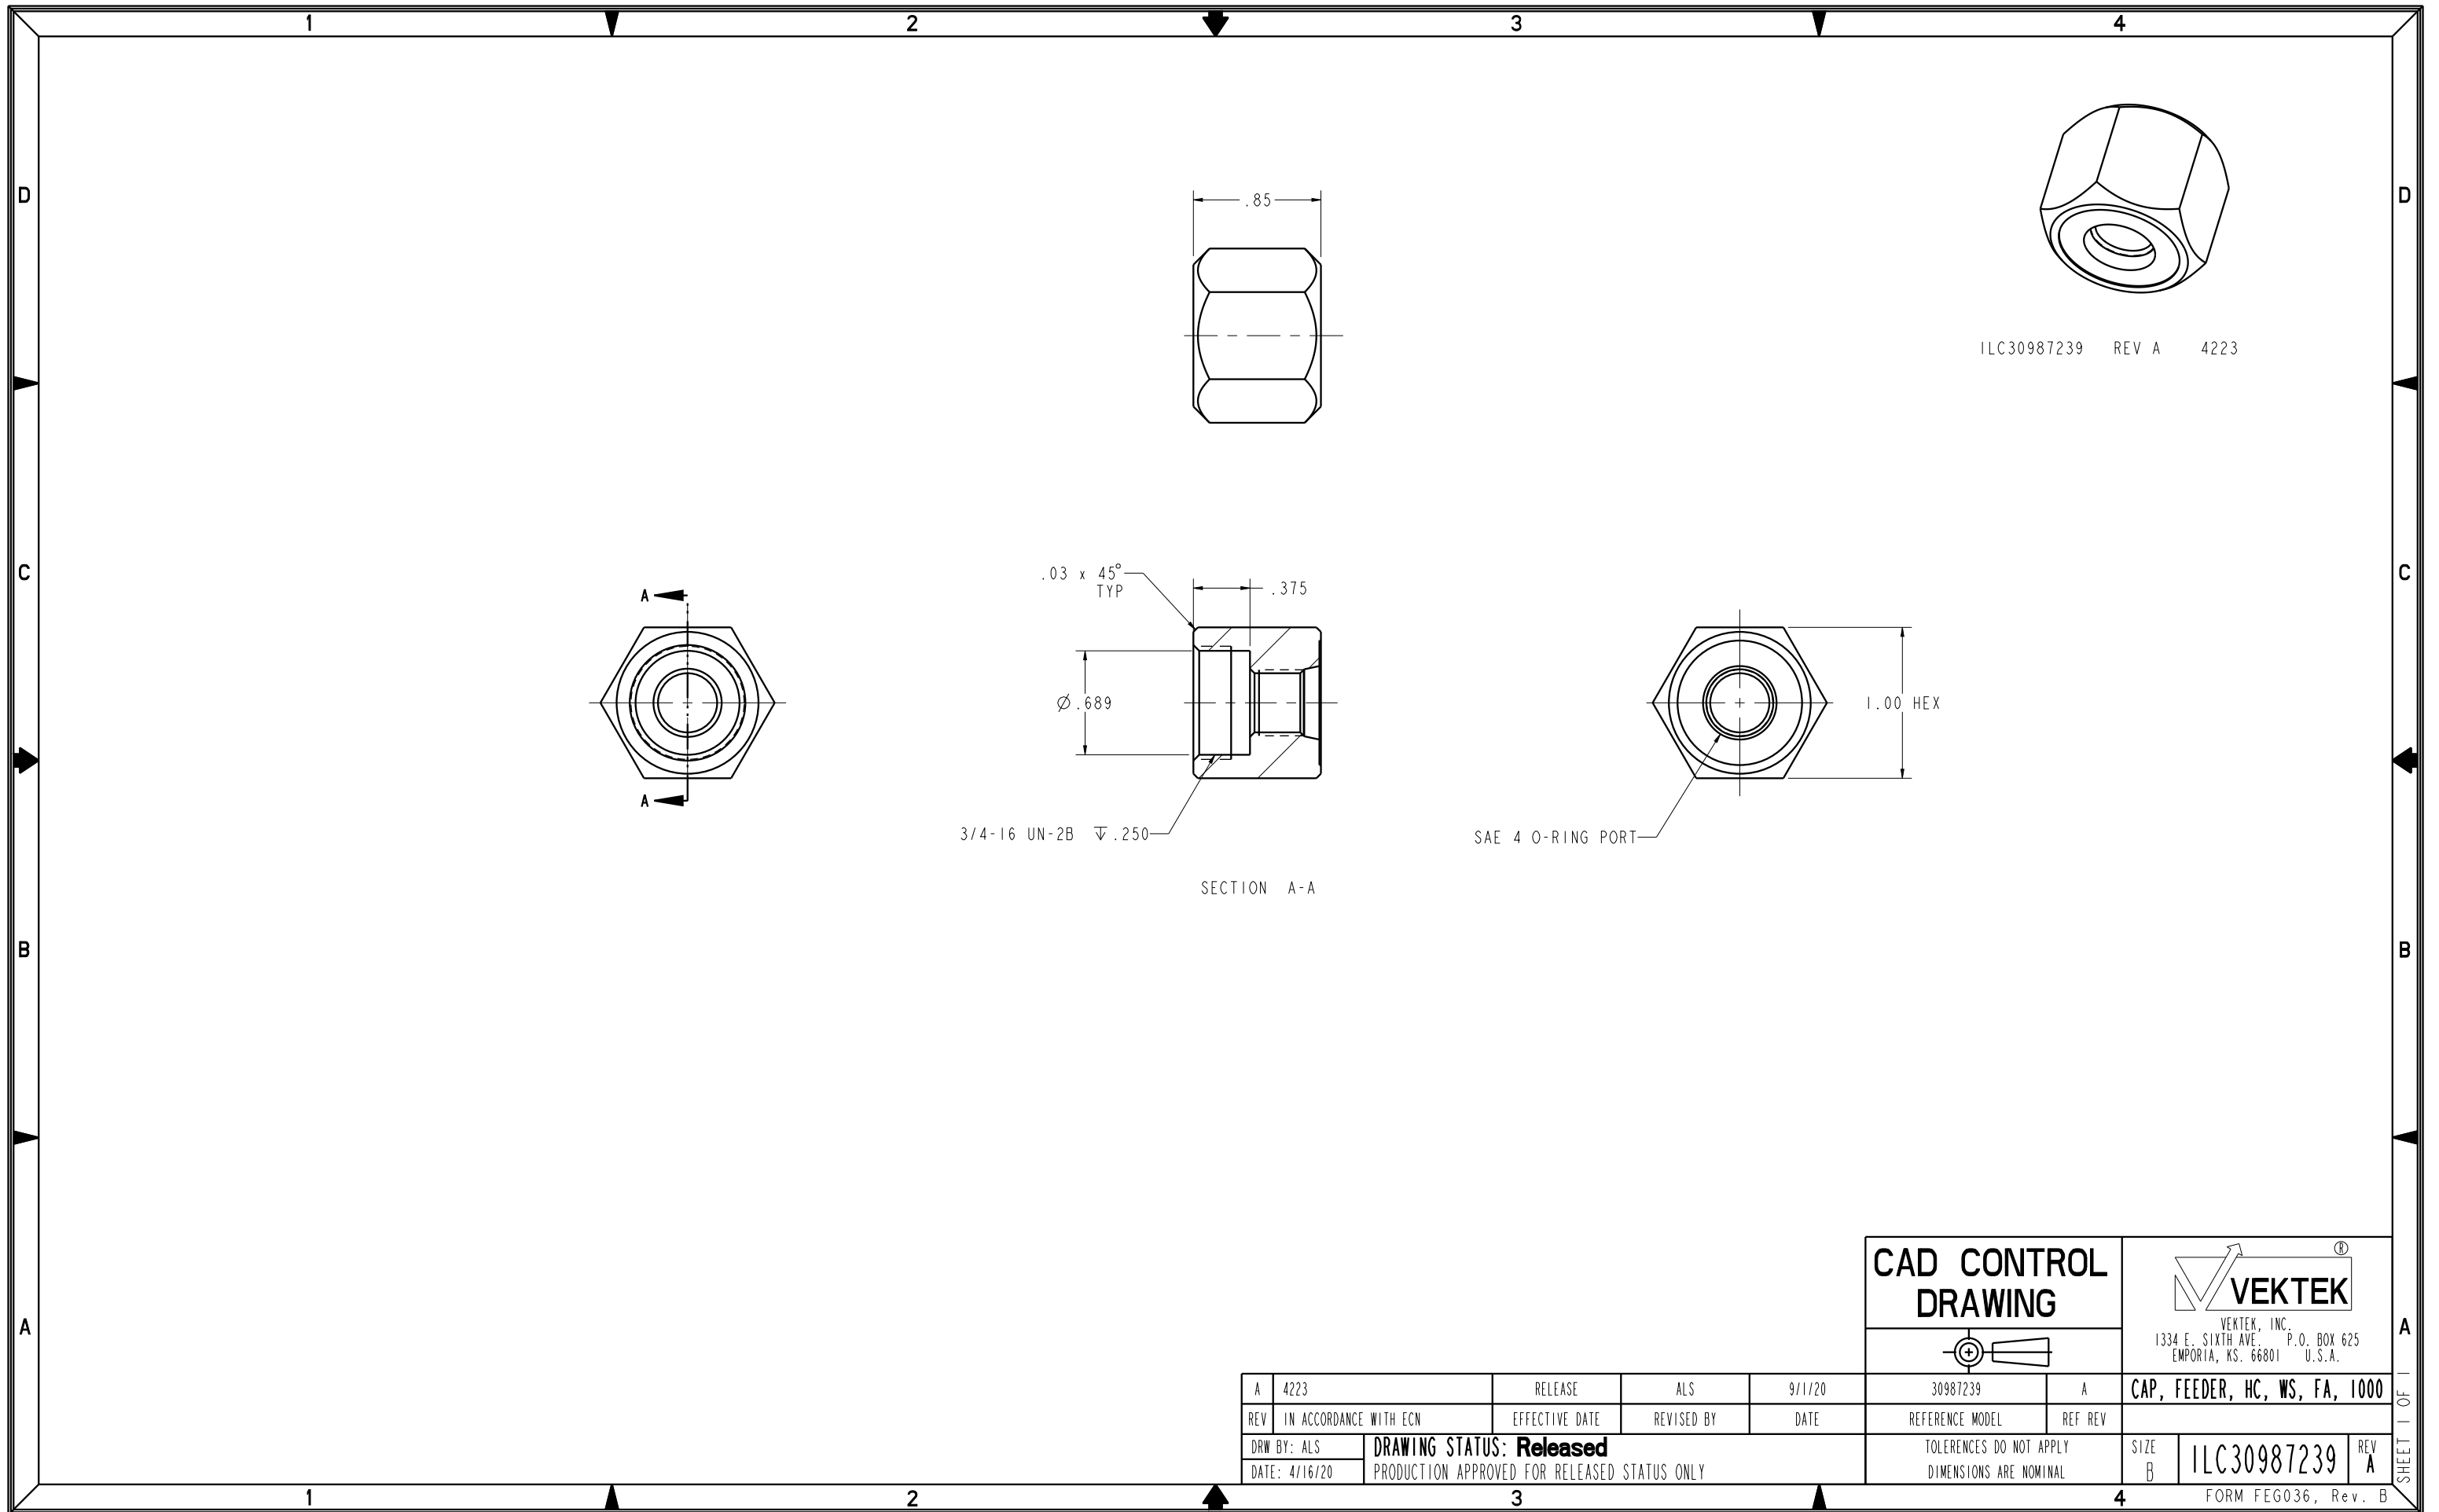 1 2 3 4
D D
.85
ILC30987239 REV A 4223
C C
.03 x 45°
TYP
.375
A
Ø.689
1.00 HEX
A
3/4-16 UN-2B ↧.250
SAE 4 O-RING PORT
SECTION A-A
B B
CAD CONTROL
DRAWING
®
VEKTEK
VEKTEK, INC.
1334 E. SIXTH AVE. P.O. BOX 625
EMPORIA, KS. 66801 U.S.A.
A A
A 4223 RELEASE ALS 9/1/20 30987239 A CAP, FEEDER, HC, WS, FA, 1000
REV IN ACCORDANCE WITH ECN EFFECTIVE DATE REVISED BY DATE REFERENCE MODEL REF REV
DRW BY: ALS DRAWING STATUS: Released TOLERENCES DO NOT APPLY SIZE ILC30987239 REV
DATE: 4/16/20 PRODUCTION APPROVED FOR RELEASED STATUS ONLY DIMENSIONS ARE NOMINAL B A
SHEET 1 OF 1
FORM FEG036, Rev. B
1 2 3 4